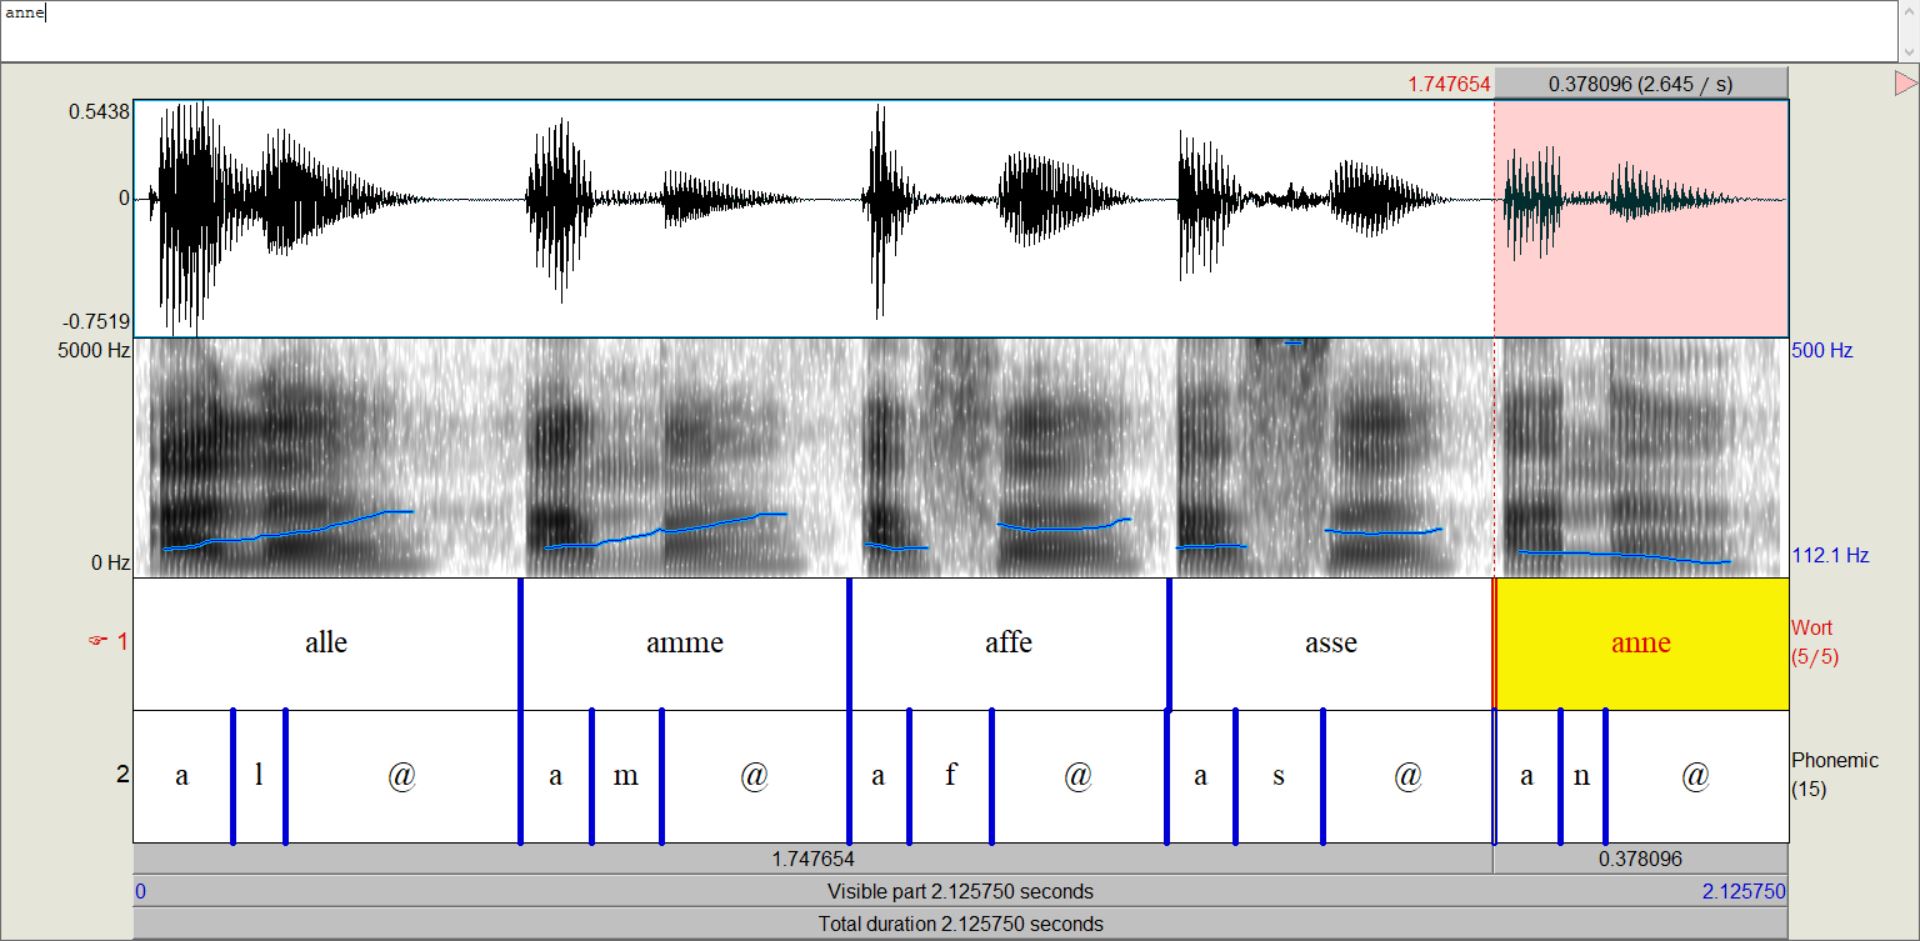 anne
1.747654 0.378096 (2.645 / s)
0.5438
0
-0.7519
5000 Hz 500 Hz
0 Hz 112.1 Hz
☞ 1 alle amme affe asse anne Wort
(5/5)
2 a l @ a m @ a f @ a s @ a n @ Phonemic
(15)
1.747654 0.378096
0 Visible part 2.125750 seconds 2.125750
Total duration 2.125750 seconds